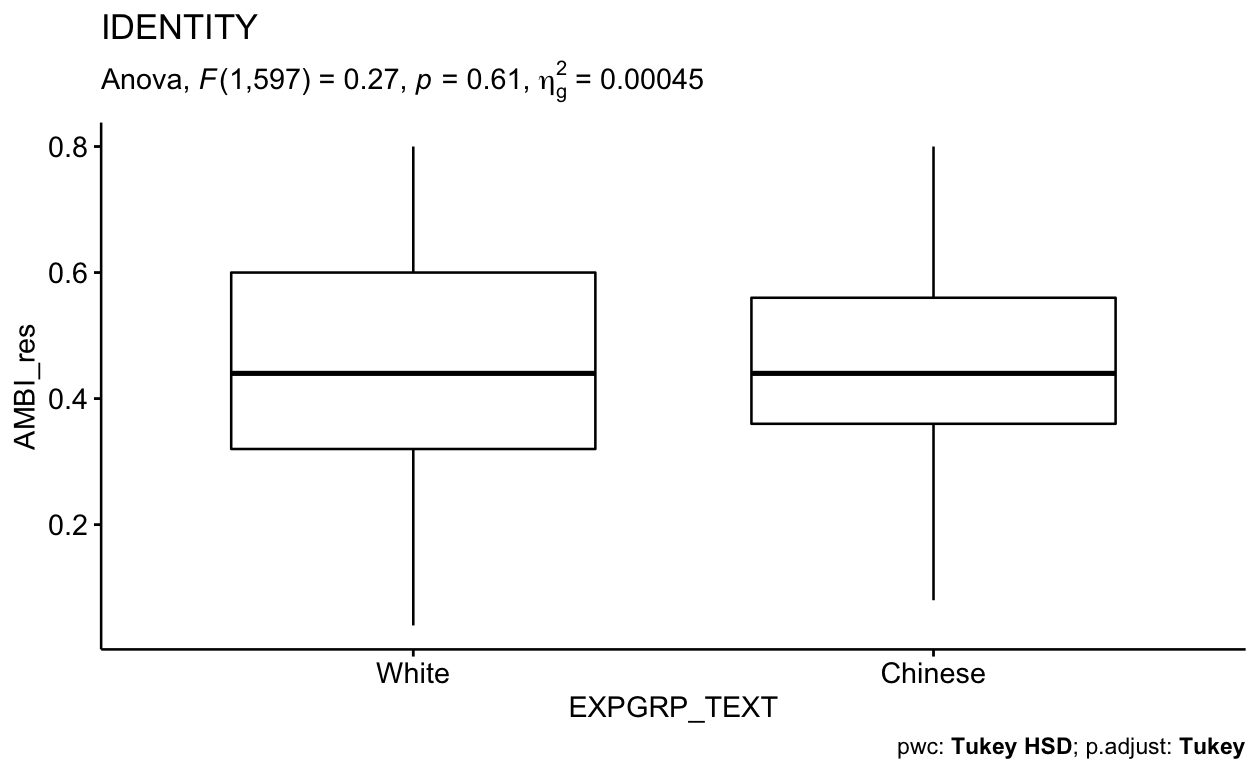 IDENTITY
Anova, F(1,597) = 0.27, p = 0.61, η²g = 0.00045
0.8
0.6
0.4
0.2
AMBI_res
White Chinese
EXPGRP_TEXT
pwc: Tukey HSD; p.adjust: Tukey